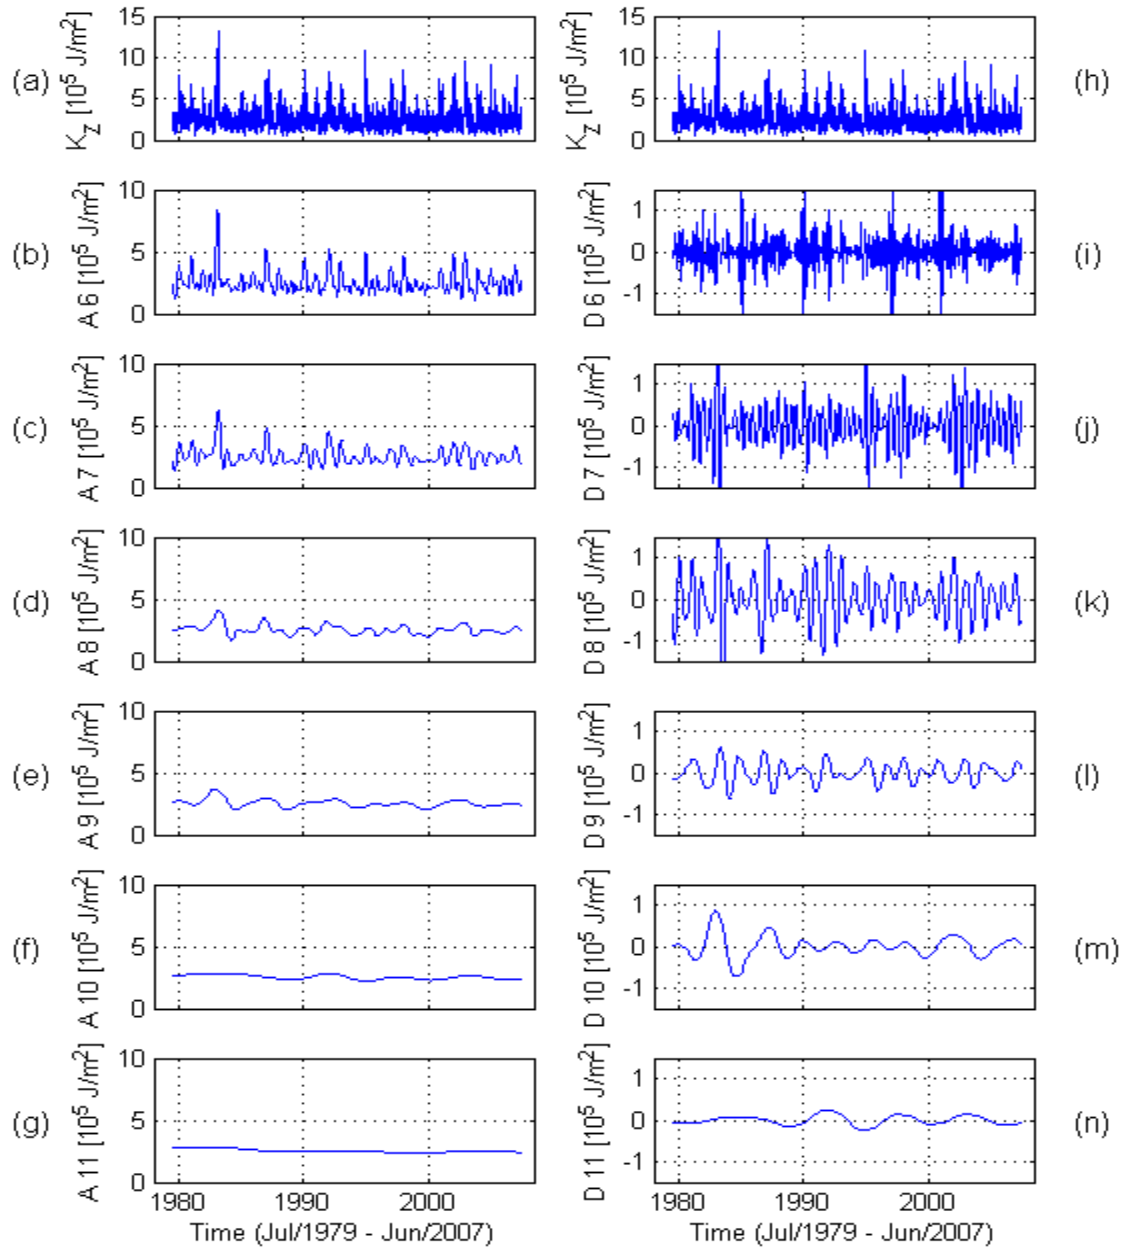 (a) K_Z [10^5 J/m^2] 15 10 5 0 1980 1990 2000
K_Z [10^5 J/m^2] 15 10 5 0 1980 1990 2000 (h)
(b) A 6 [10^5 J/m^2] 10 5 0
D 6 [10^5 J/m^2] 1 0 -1 (i)
(c) A 7 [10^5 J/m^2] 10 5 0
D 7 [10^5 J/m^2] 1 0 -1 (j)
(d) A 8 [10^5 J/m^2] 10 5 0
D 8 [10^5 J/m^2] 1 0 -1 (k)
(e) A 9 [10^5 J/m^2] 10 5 0
D 9 [10^5 J/m^2] 1 0 -1 (l)
(f) A 10 [10^5 J/m^2] 10 5 0
D 10 [10^5 J/m^2] 1 0 -1 (m)
(g) A 11 [10^5 J/m^2] 10 5 0
D 11 [10^5 J/m^2] 1 0 -1 (n)
1980 1990 2000
1980 1990 2000
Time (Jul/1979 - Jun/2007)
Time (Jul/1979 - Jun/2007)